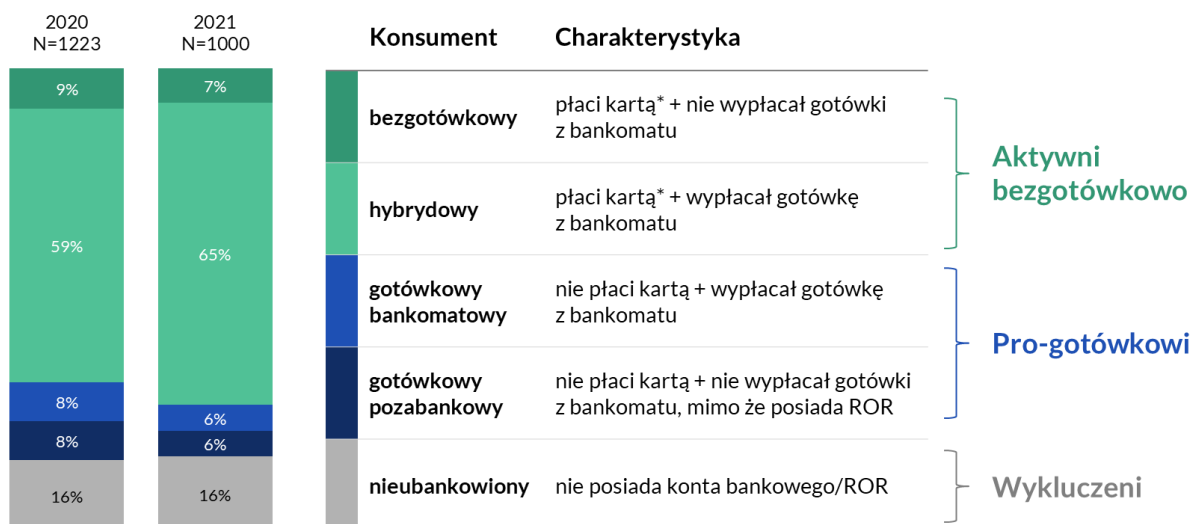 2020
N=1223
2021
N=1000
9%
59%
8%
8%
16%
7%
65%
6%
6%
16%
Konsument
Charakterystyka
bezgotówkowy
płaci kartą* + nie wypłacał gotówki
z bankomatu
hybrydowy
płaci kartą* + wypłacał gotówkę
z bankomatu
gotówkowy
bankomatowy
nie płaci kartą + wypłacał gotówkę
z bankomatu
gotówkowy
pozabankowy
nie płaci kartą + nie wypłacał gotówki
z bankomatu, mimo że posiada ROR
nieubankowiony
nie posiada konta bankowego/ROR
Aktywni
bezgotówkowo
Pro-gotówkowi
Wykluczeni